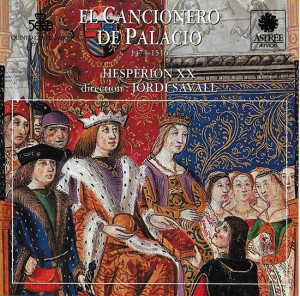 EL CANCIONERO
DE PALACIO
1474-1516
HESPERION XX
direction : JORDI SAVALL
ASTRÉE
AUVIDIS